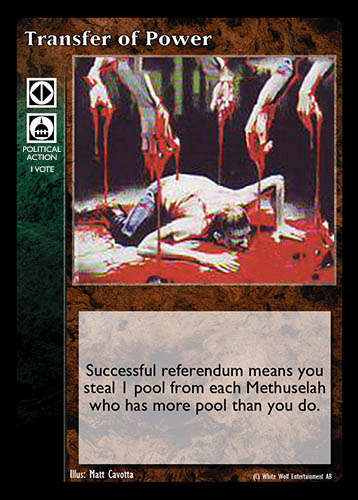 Transfer of Power
POLITICAL
ACTION
1 VOTE
Successful referendum means you
steal 1 pool from each Methuselah
who has more pool than you do.
Illus: Matt Cavotta
(C) White Wolf Entertainment AB